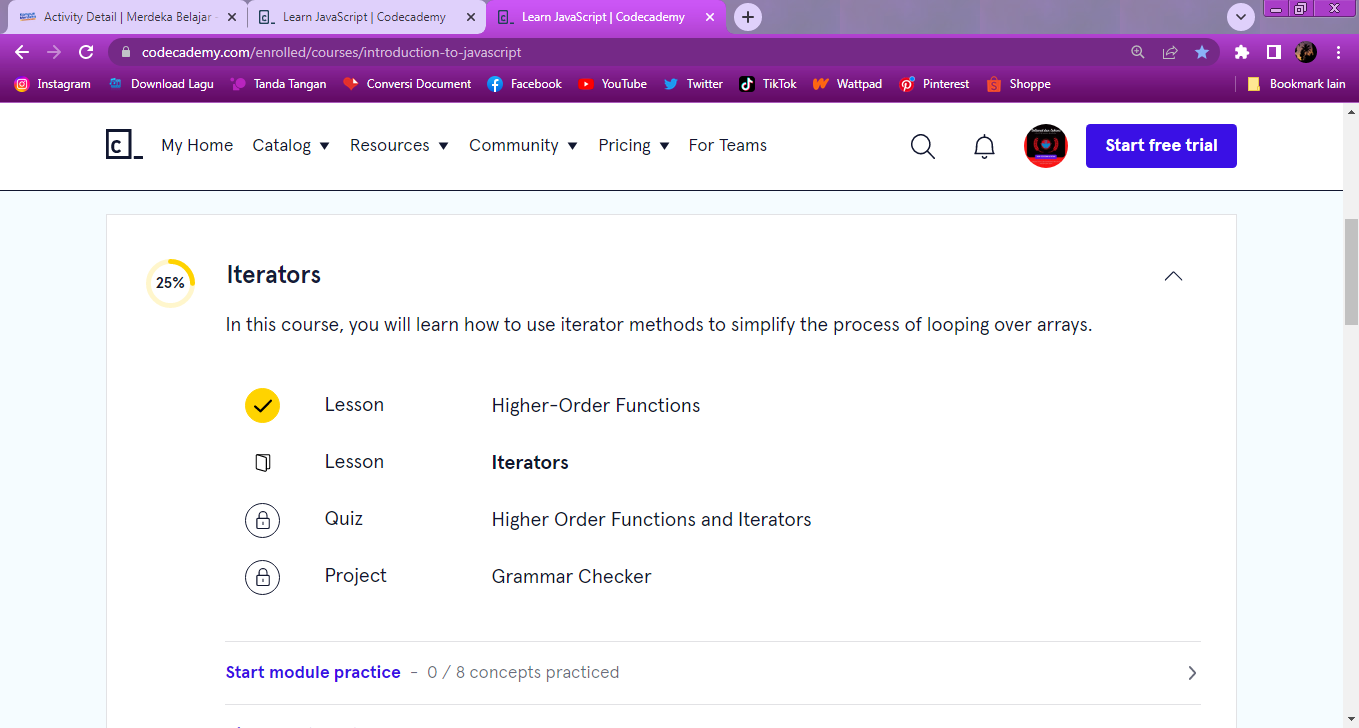 Activity Detail | Merdeka Belajar
Learn JavaScript | Codecademy
Learn JavaScript | Codecademy
codecademy.com/enrolled/courses/introduction-to-javascript
Instagram Download Lagu Tanda Tangan Conversi Document Facebook YouTube Twitter TikTok Wattpad Pinterest Shoppe Bookmark lain
c_ My Home Catalog Resources Community Pricing For Teams Start free trial
25% Iterators
In this course, you will learn how to use iterator methods to simplify the process of looping over arrays.
Lesson Higher-Order Functions
Lesson Iterators
Quiz Higher Order Functions and Iterators
Project Grammar Checker
Start module practice - 0 / 8 concepts practiced